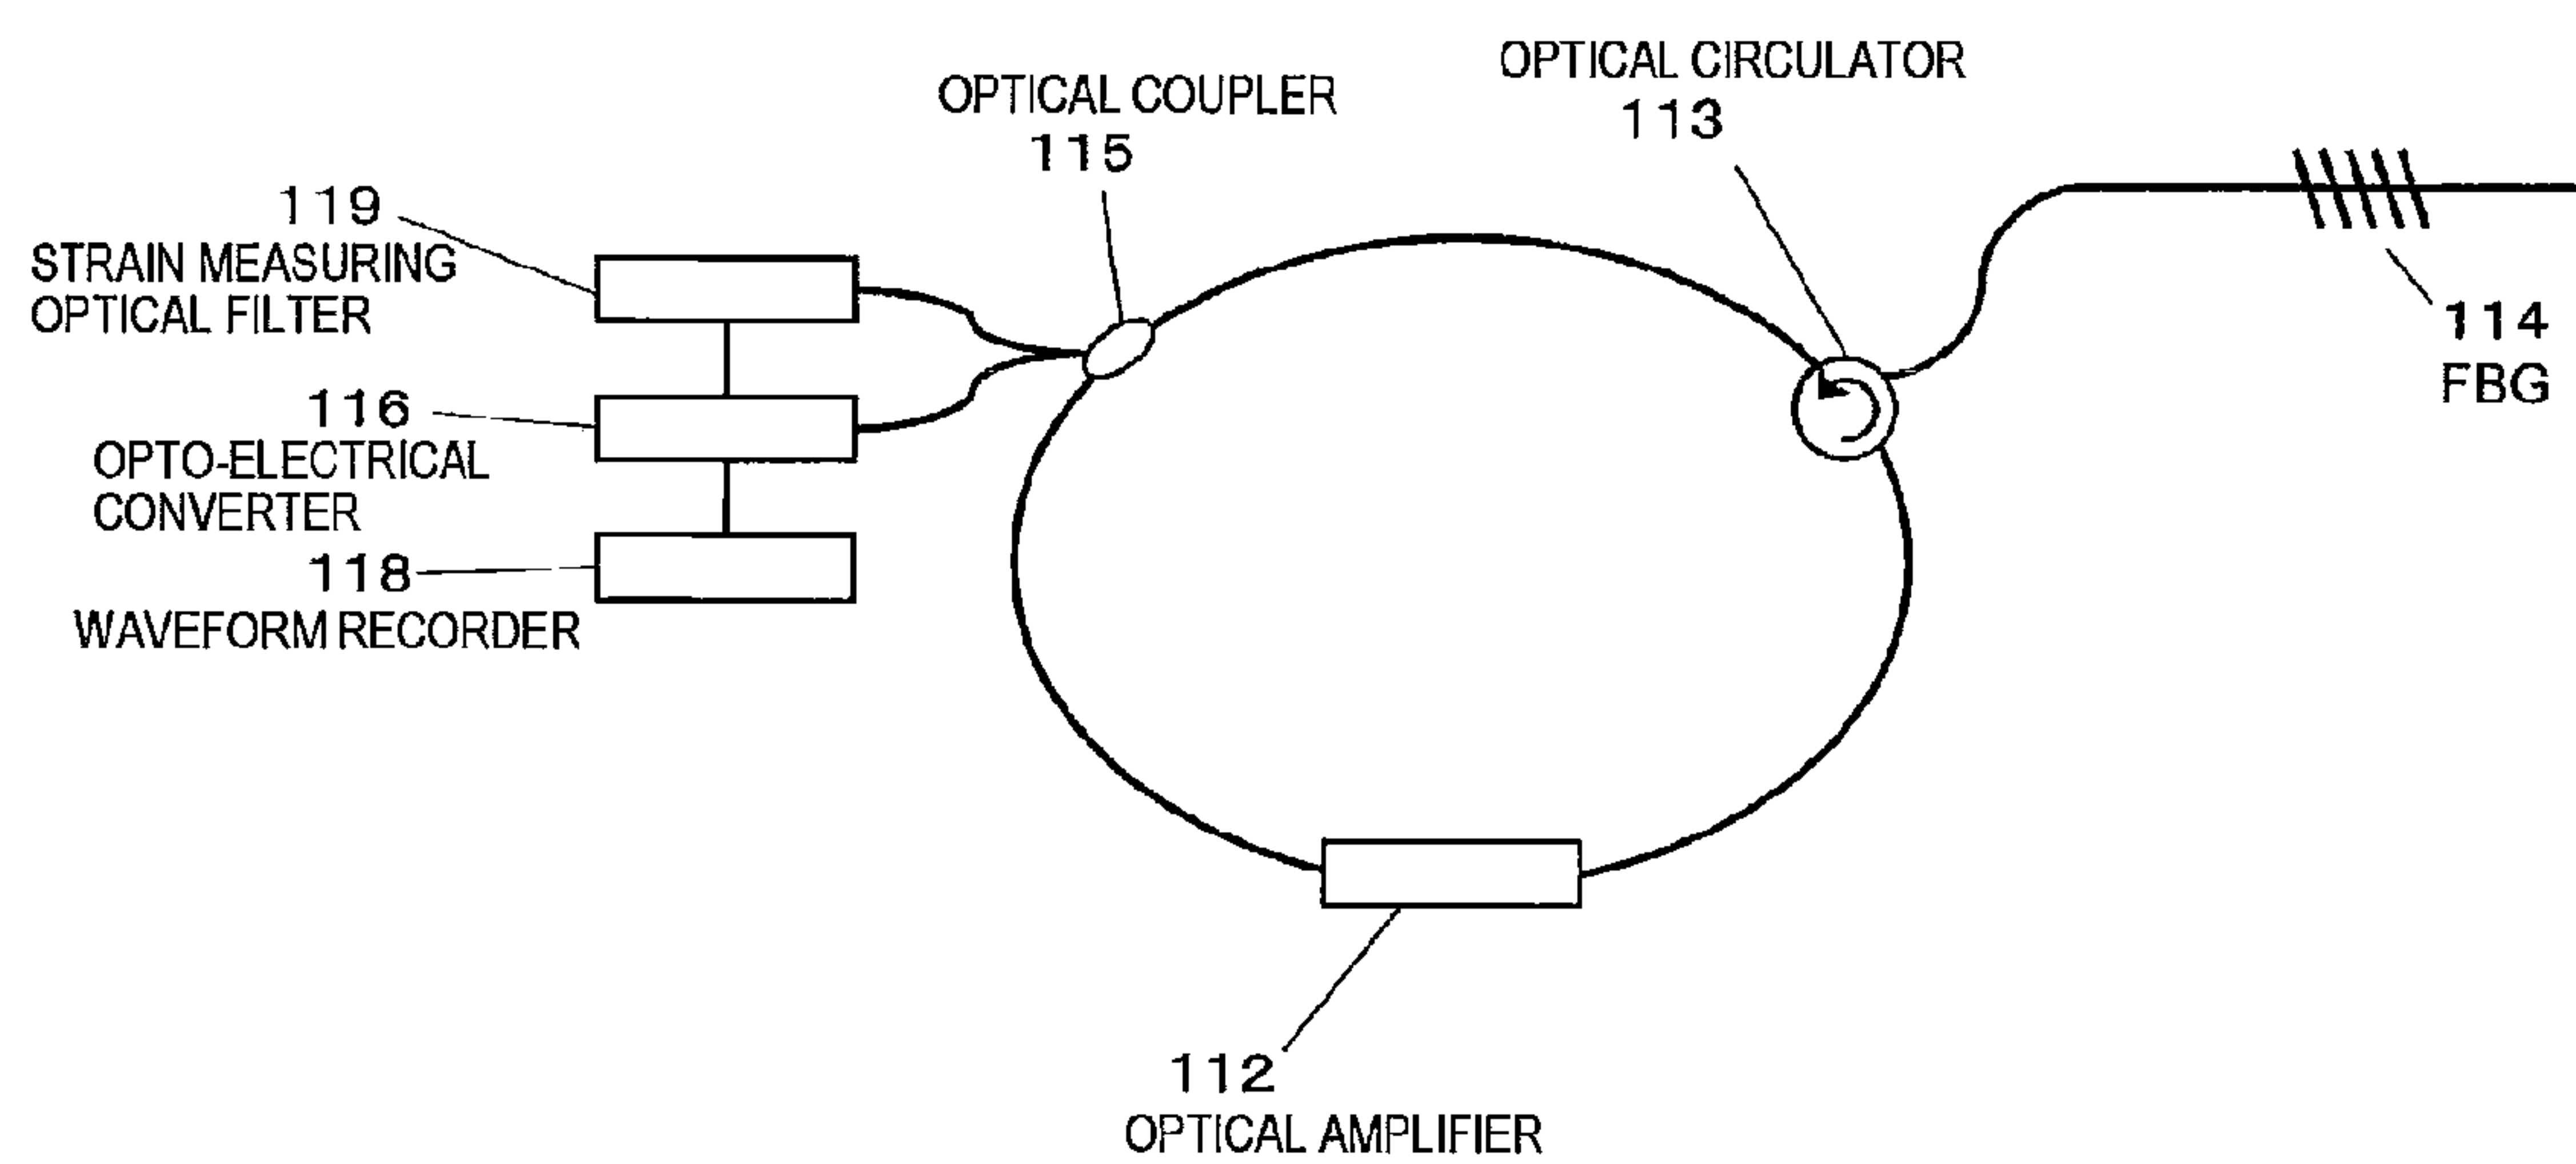 OPTICAL CIRCULATOR
113
OPTICAL COUPLER
115
119
STRAIN MEASURING
OPTICAL FILTER
114
FBG
116
OPTO-ELECTRICAL
CONVERTER
118
WAVEFORM RECORDER
112
OPTICAL AMPLIFIER